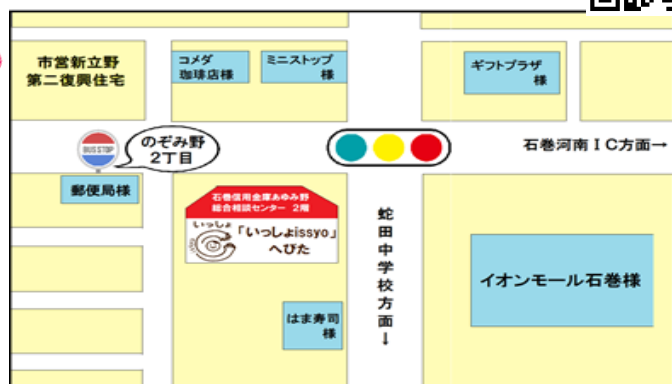 市営新立野
第二復興住宅
コメダ
珈琲店様
ミニストップ
様
ギフトプラザ
様
BUS STOP
のぞみ野
2丁目
石巻河南IC方面→
郵便局様
石巻信用金庫あゆみ野
総合相談センター 2階
いっしょ
「いっしょissyo」
へびた
蛇田中学校方面↓
イオンモール石巻様
はま寿司
様